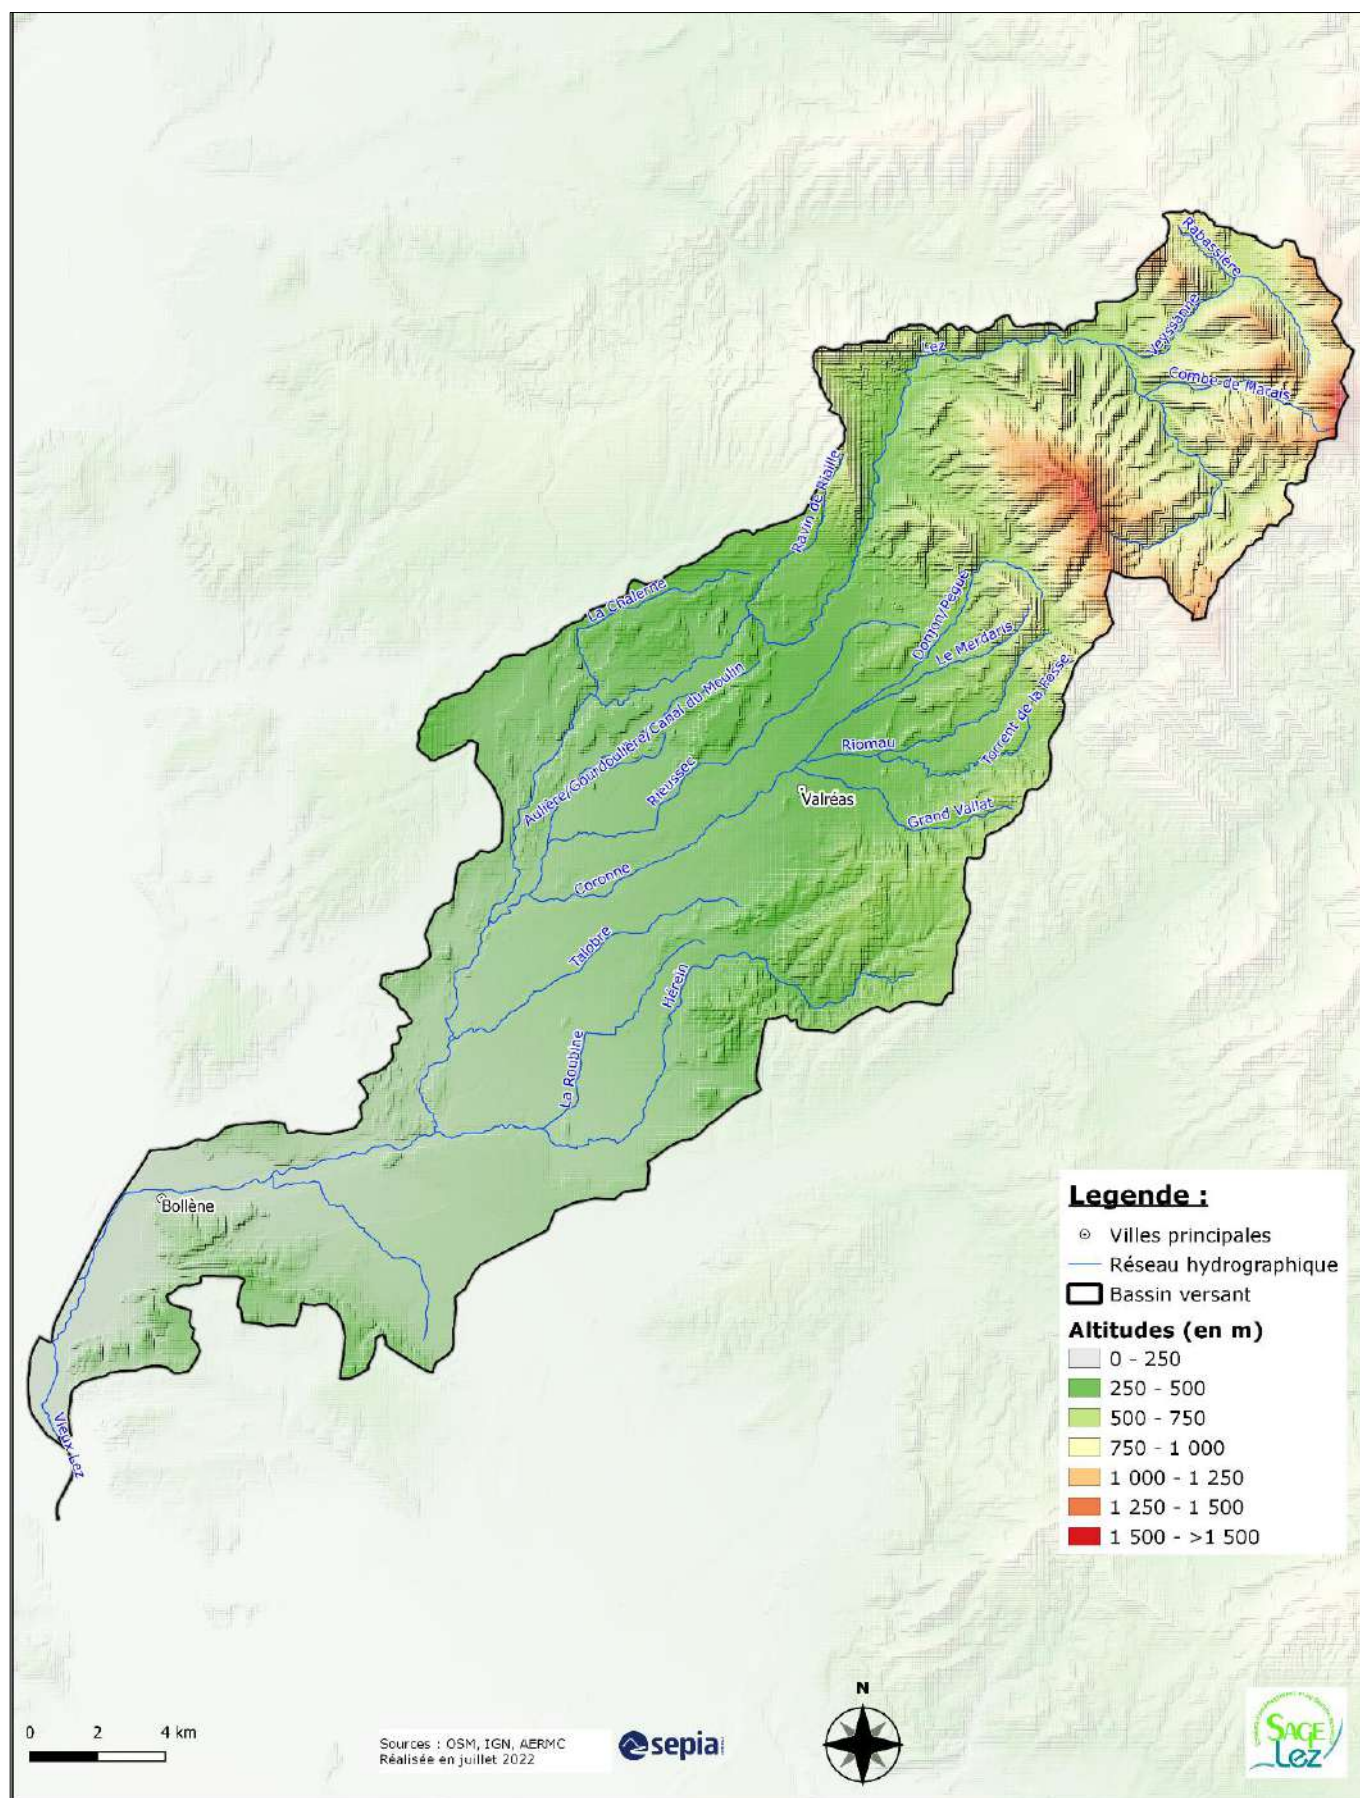 Rabassière
Veyssanne
Lez
Combe de Marais
Ravin de Riaille
La Chalerne
Donjon/Pègue
Le Merdaris
Aulière/Gourdoulière/Canal du Moulin
Torrent de la Fosse
Riomau
Rieussec
Valréas
Grand Vallat
Coronne
Talobre
Hérein
La Roubine
Bollène
Vieux Lez
Legende :
Villes principales
Réseau hydrographique
Bassin versant
Altitudes (en m)
0 - 250
250 - 500
500 - 750
750 - 1 000
1 000 - 1 250
1 250 - 1 500
1 500 - >1 500
N
0 2 4 km
Sources : OSM, IGN, AERMC
Réalisée en juillet 2022
sepia
SAGE
Lez